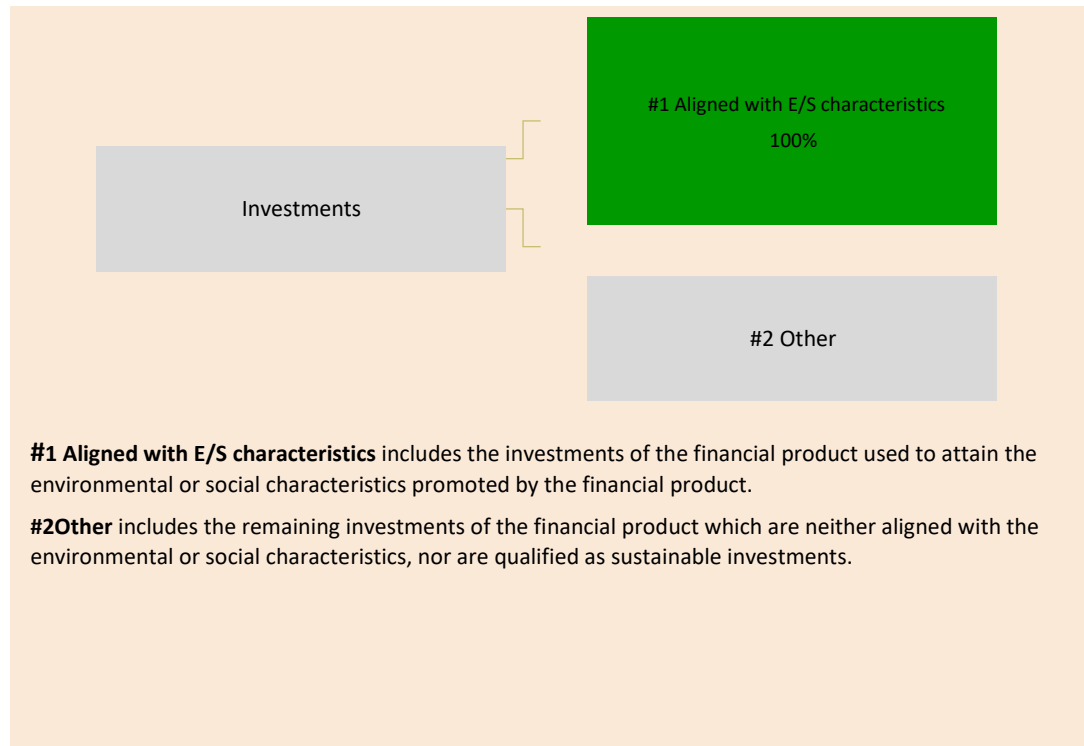 #1 Aligned with E/S characteristics
100%
Investments
#2 Other
#1 Aligned with E/S characteristics includes the investments of the financial product used to attain the
environmental or social characteristics promoted by the financial product.
#2Other includes the remaining investments of the financial product which are neither aligned with the
environmental or social characteristics, nor are qualified as sustainable investments.